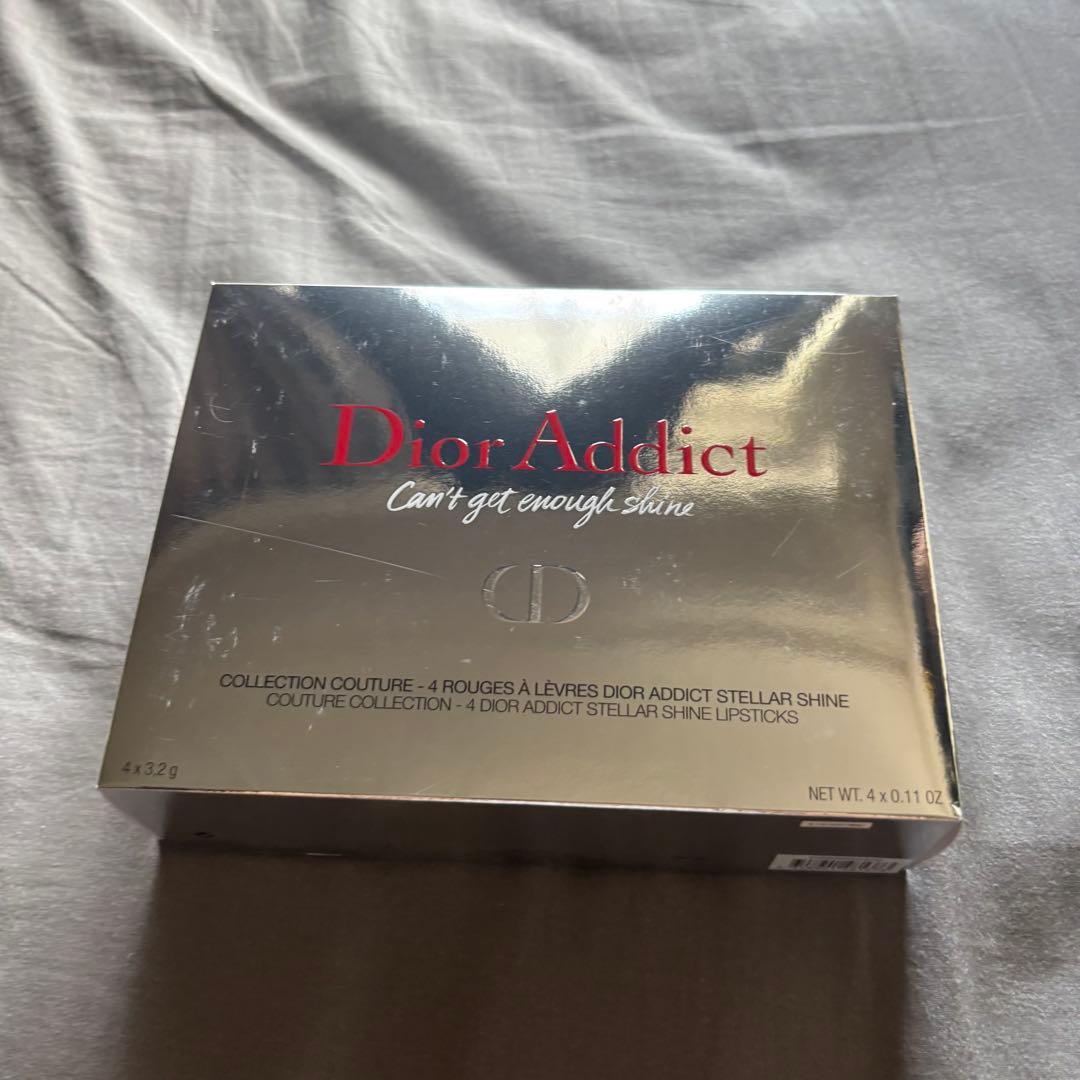 Dior Addict
Can't get enough shine
CD
COLLECTION COUTURE - 4 ROUGES À LÈVRES DIOR ADDICT STELLAR SHINE
COUTURE COLLECTION - 4 DIOR ADDICT STELLAR SHINE LIPSTICKS
4 x 3,2 g
NET WT. 4 x 0.11 OZ